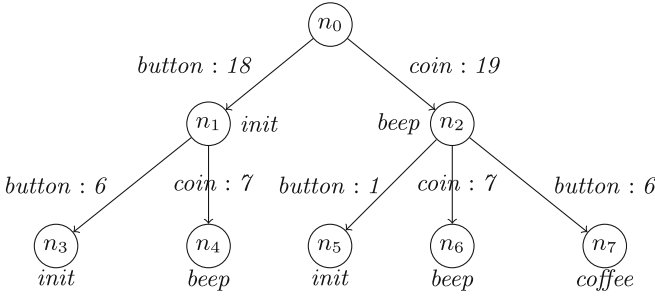 n₀
button : 18 coin : 19
n₁ init beep n₂
button : 6 coin : 7 button : 1 coin : 7 button : 6
n₃ n₄ n₅ n₆ n₇
init beep init beep coffee